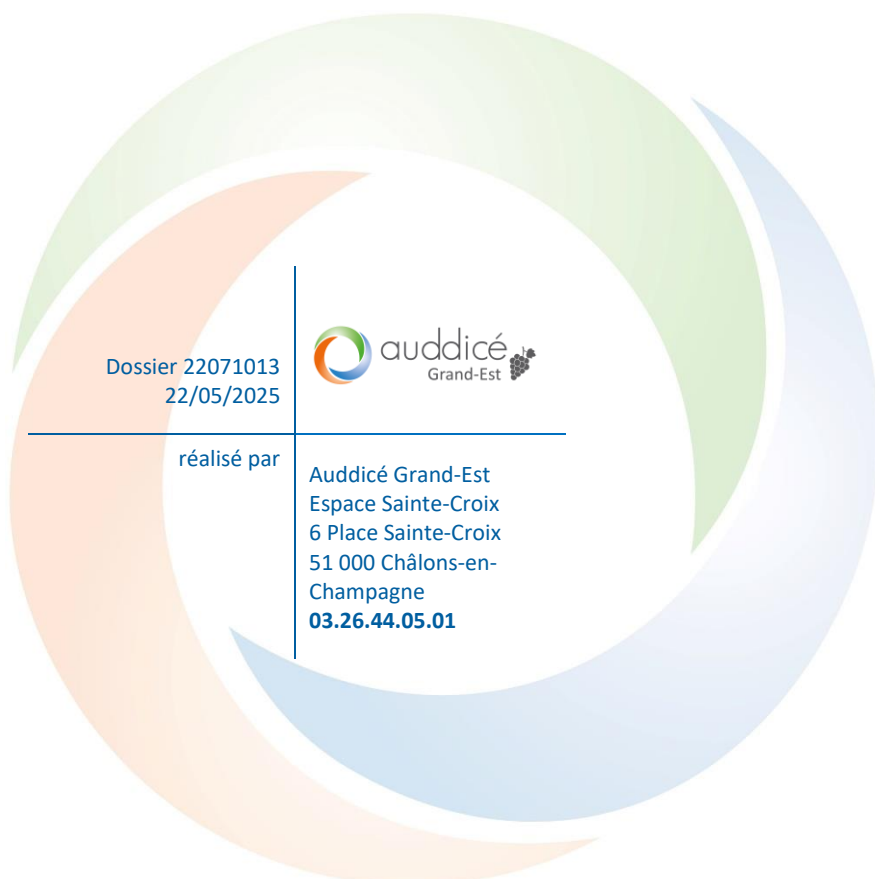 Dossier 22071013
22/05/2025
auddicé
Grand-Est
réalisé par
Auddicé Grand-Est
Espace Sainte-Croix
6 Place Sainte-Croix
51 000 Châlons-en-
Champagne
03.26.44.05.01